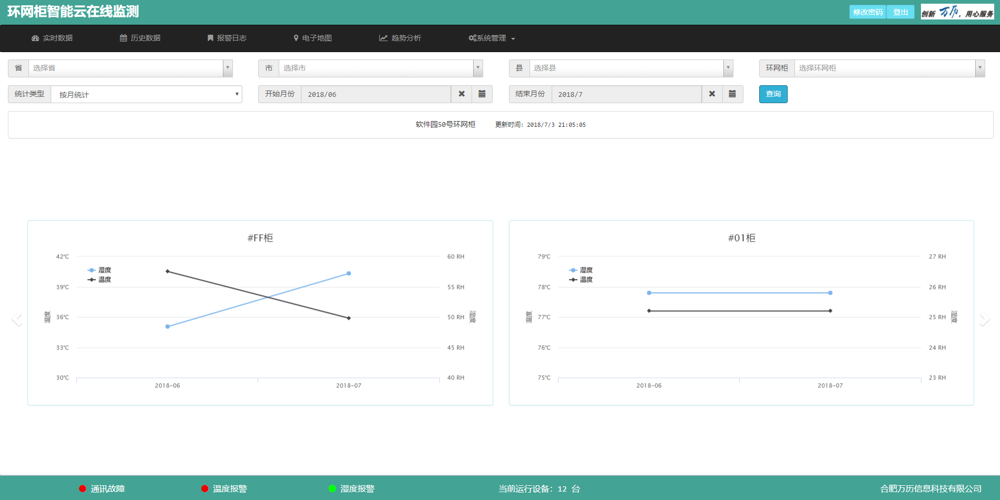 环网柜智能云在线监测
修改密码 登出 创新 万历，用心服务
实时数据 历史数据 报警日志 电子地图 趋势分析 系统管理
省 选择省 市 选择市 县 选择县 环网柜 选择环网柜
统计类型 按月统计 开始月份 2018/06 结束月份 2018/7 查询
软件园50号环网柜 更新时间: 2018/7/3 21:05:05
#FF柜
42℃ 60 RH
湿度
温度
39℃ 55 RH
温度 36℃ 50 RH 湿度
33℃ 45 RH
30℃ 40 RH
2018-06 2018-07
#01柜
79℃ 27 RH
湿度
温度
78℃ 26 RH
温度 77℃ 25 RH 湿度
76℃ 24 RH
75℃ 23 RH
2018-06 2018-07
通讯故障 温度报警 湿度报警 当前运行设备: 12 台 合肥万历信息科技有限公司